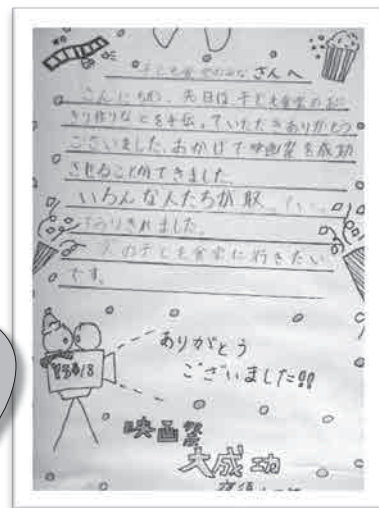 子ども食堂のみなさんへ
こんにちは、先日は子ども食堂のおに
ぎり作りなどを手伝っていただきありがとう
ございました。おかげで映画祭を成功
させることができました。
いろんな人たちが取
りきれました。
の子ども食堂に行きたい
です。
ありがとう
ございました!!
映画祭
大成功